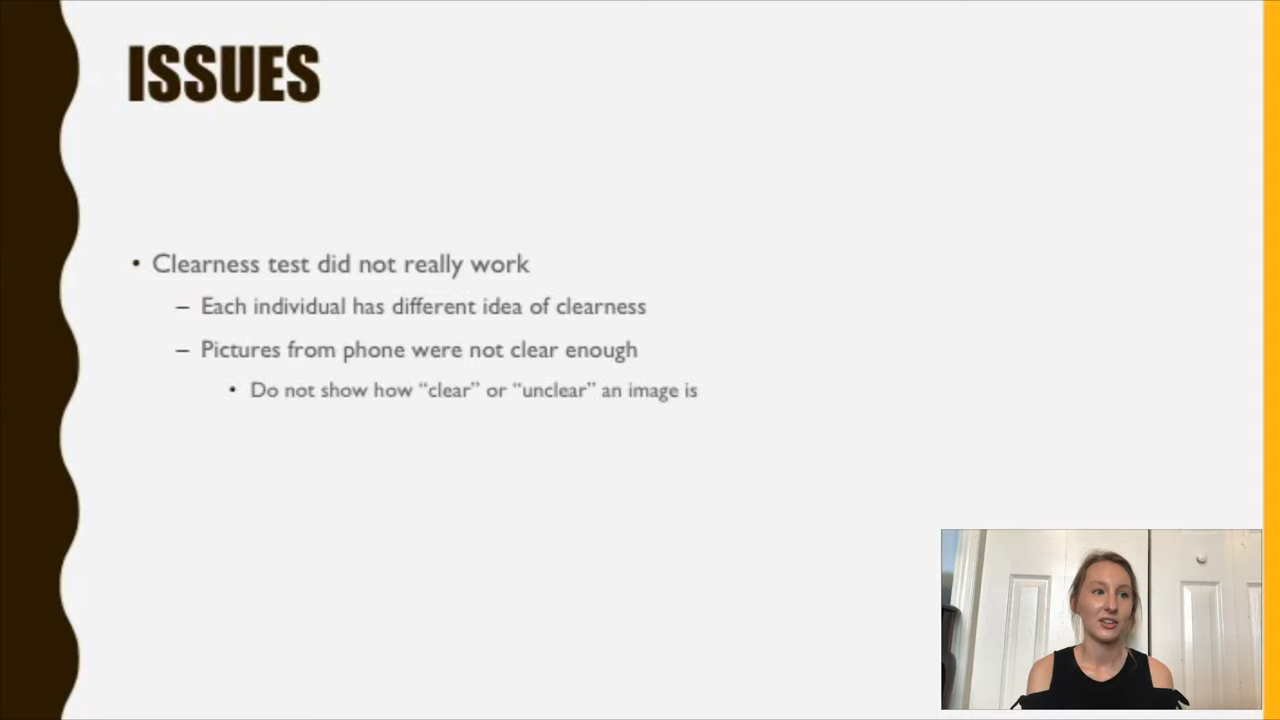 ISSUES
• Clearness test did not really work
– Each individual has different idea of clearness
– Pictures from phone were not clear enough
• Do not show how “clear” or “unclear” an image is